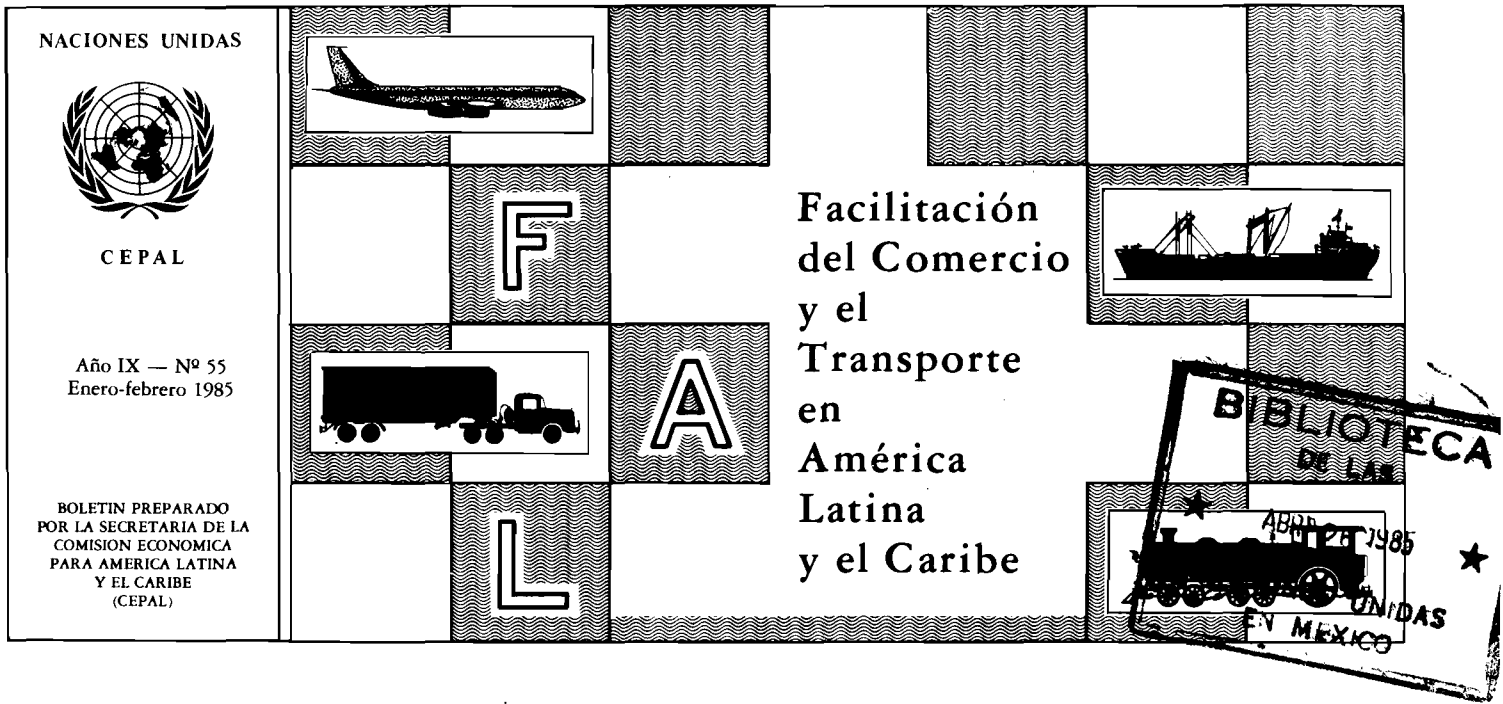 NACIONES UNIDAS
CEPAL
Año IX — Nº 55
Enero-febrero 1985
BOLETIN PREPARADO
POR LA SECRETARIA DE LA
COMISION ECONOMICA
PARA AMERICA LATINA
Y EL CARIBE
(CEPAL)
F
A
L
Facilitación
del Comercio
y el
Transporte
en
América
Latina
y el Caribe
BIBLIOTECA
DE LAS
1985
UNIDAS
EN MEXICO